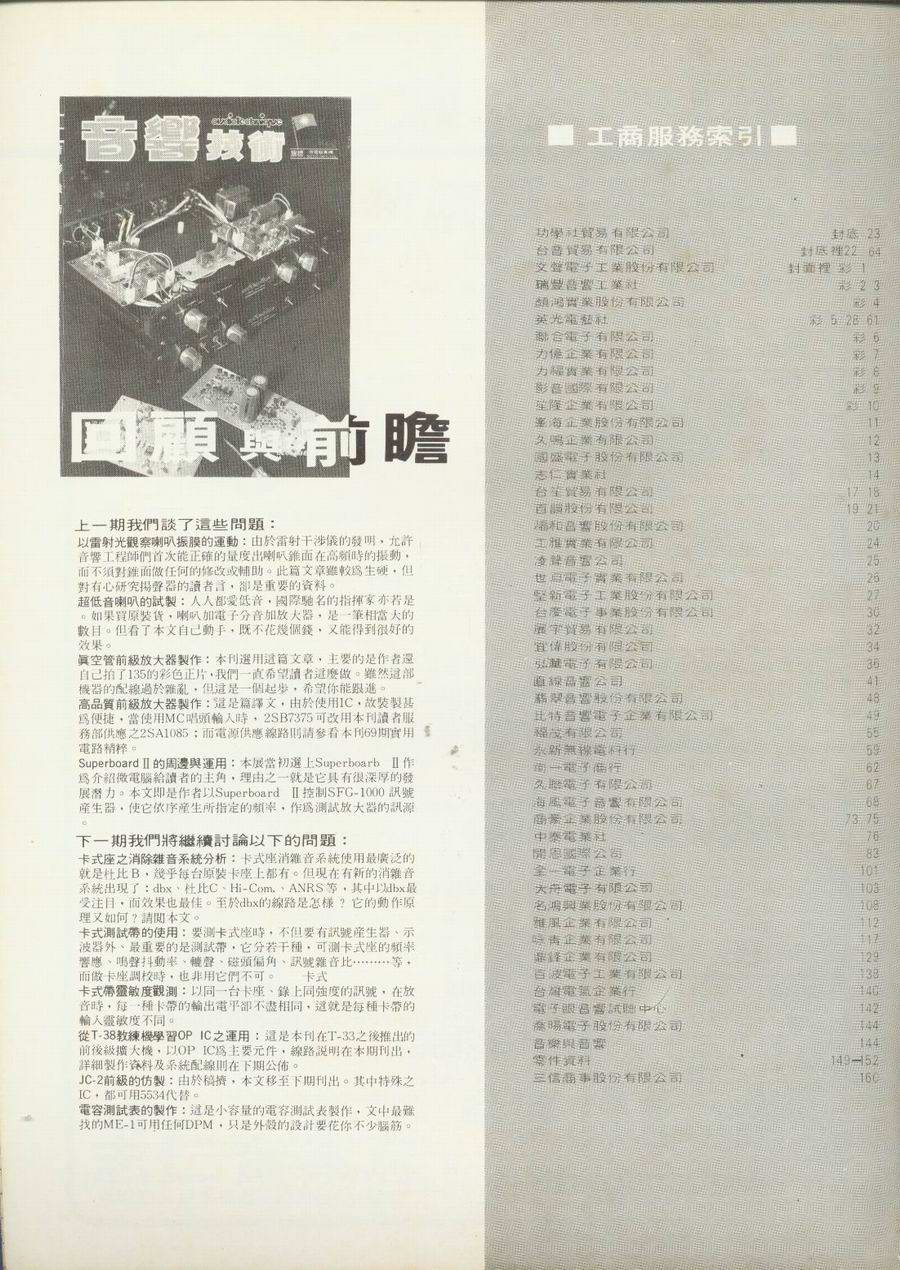 音響技術
audiotechnique
回顧與前瞻
上一期我們談了這些問題：
以雷射光觀察喇叭振膜的運動：由於雷射干涉儀的發明，允許
音響工程師們首次能正確的量度出喇叭錐面在高頻時的振動，
而不須對錐面做任何的修改或輔助。此篇文章雖較爲生硬，但
對有心研究揚聲器的讀者言，卻是重要的資料。
超低音喇叭的試製：人人都愛低音，國際馳名的指揮家亦若是
。如果買原裝貨，喇叭加電子分音加放大器，是一筆相當大的
數目。但看了本文自己動手，既不花幾個錢，又能得到很好的
效果。
眞空管前級放大器製作：本刊選用這篇文章，主要的是作者還
自己拍了135的彩色正片，我們一直希望讀者這麼做。雖然這部
機器的配線過於雜亂，但這是一個起步，希望你能跟進。
高品質前級放大器製作：這是篇譯文，由於使用IC，故裝製甚
爲便捷，當使用MC唱頭輸入時，2SB7375可改用本刊讀者服
務部供應之2SA1085；而電源供應線路則請參看本刊69期實用
電路精粹。
SuperboardⅡ的周邊與運用：本展當初選上Superboarb Ⅱ作
爲介紹微電腦給讀者的主角，理由之一就是它具有很深厚的發
展潛力。本文即是作者以Superboard Ⅱ控制SFG-1000 訊號
產生器，使它依序產生所指定的頻率，作爲測試放大器的訊源
。
下一期我們將繼續討論以下的問題：
卡式座之消除雜音系統分析：卡式座消雜音系統使用最廣泛的
就是杜比B，幾乎每台原裝卡座上都有。但現在有新的消雜音
系統出現了：dbx、杜比C、Hi-Com.、ANRS等，其中以dbx最
受注目，而效果也最佳。至於dbx的線路是怎樣？它的動作原
理又如何？請閱本文。
卡式測試帶的使用：要測卡式座時，不但要有訊號産生器、示
波器外、最重要的是測試帶，它分若干種，可測卡式座的頻率
響應、鳴聲抖動率、轆聲、磁頭偏角、訊號雜音比………等，
而做卡座調校時，也非用它們不可。 卡式
卡式帶靈敏度觀測：以同一台卡座、錄上同強度的訊號，在放
音時，每一種卡帶的輸出電平卻不盡相同，這就是每種卡帶的
輸入靈敏度不同。
從T-38教練機學習OP IC之運用：這是本刊在T-33之後推出的
前後級擴大機，以OP IC爲主要元件，線路説明在本期刊出，
詳細製作資料及系統配線則在下期公佈。
JC-2前級的仿製：由於稿擠，本文移至下期刊出。其中特殊之
IC，都可用5534代替。
電容測試表的製作：這是小容量的電容測試表製作，文中最難
找的ME-1可用任何DPM，只是外殼的設計要花你不少腦筋。
■ 工商服務索引 ■
功學社貿易有限公司 封底 23
台音貿易有限公司 封底裡22 64
文聲電子工業股份有限公司 封面裡 彩 1
瑞豐音響工業社 彩 2 3
顏鴻實業股份有限公司 彩 4
英光電藝社 彩 5 28 61
聯合電子有限公司 彩 6
力億企業有限公司 彩 7
力福實業有限公司 彩 8
影音國際有限公司 彩 9
笙隆企業有限公司 彩 10
滙海企業股份有限公司 11
久鳴企業有限公司 12
國盛電子股份有限公司 13
志仁實業社 14
台笙貿易有限公司 17 18
百韻股份有限公司 19 21
福和音響股份有限公司 20
工雅實業有限公司 24
凌聲音響公司 25
世貞電子實業有限公司 26
堅新電子工業股份有限公司 27
台慶電子事業股份有限公司 30
展宇貿易有限公司 32
宜偉股份有限公司 34
弘華電子有限公司 36
直線音響公司 41
翡翠音響股份有限公司 48
比特音響電子企業有限公司 49
福茂有限公司 55
永新無線電料行 59
南一電子商行 62
久聯電子有限公司 67
海風電子音響有限公司 68
商豪企業股份有限公司 73 75
中泰電業社 76
開恩國際公司 83
全一電子企業行 101
大舟電子有限公司 103
名鴻興業股份有限公司 108
雅風企業有限公司 112
咏青企業有限公司 117
鼎鋒企業有限公司 129
百波電子工業有限公司 139
台灣電氣企業行 140
電子眼音響試聽中心 142
喬暘電子股份有限公司 144
音樂與音響 144
零件資料 149—152
三信商事股份有限公司 160